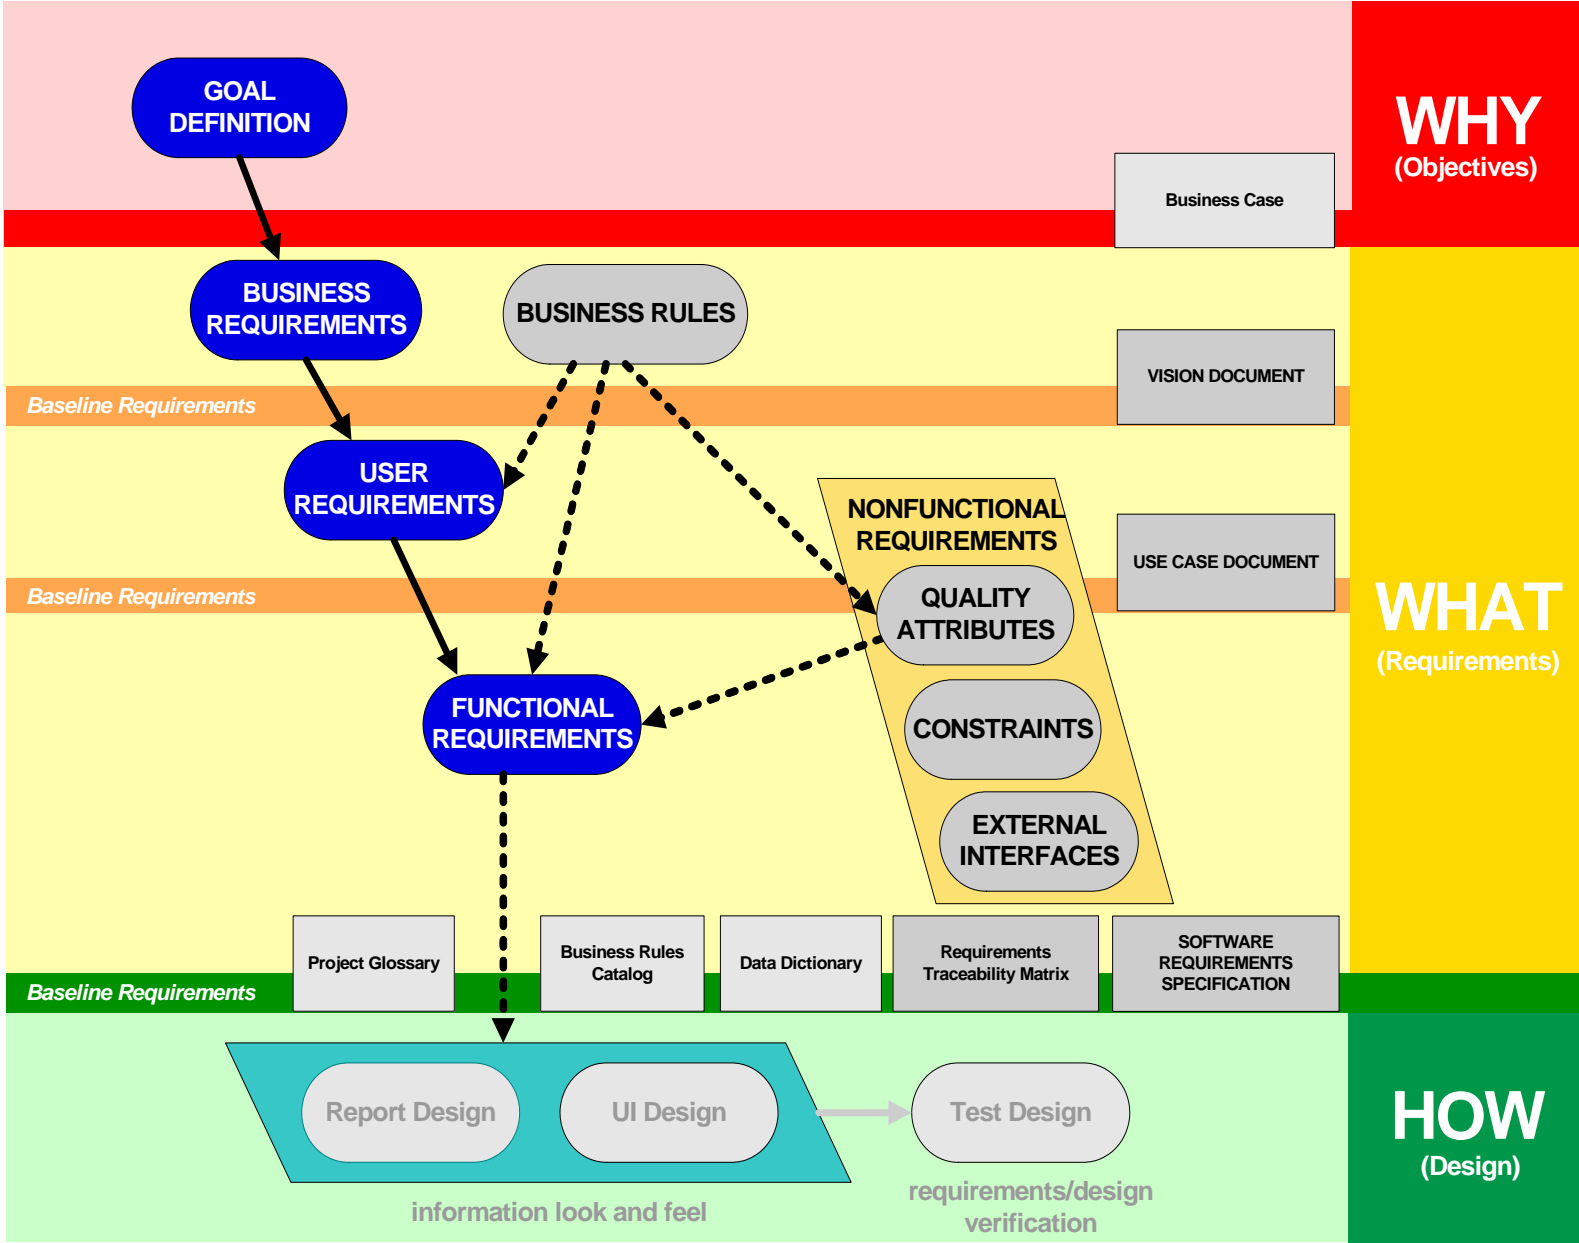 GOAL
DEFINITION
WHY
(Objectives)
Business Case
BUSINESS
REQUIREMENTS
BUSINESS RULES
VISION DOCUMENT
Baseline Requirements
USER
REQUIREMENTS
NONFUNCTIONAL
REQUIREMENTS
USE CASE DOCUMENT
Baseline Requirements
QUALITY
ATTRIBUTES
WHAT
(Requirements)
FUNCTIONAL
REQUIREMENTS
CONSTRAINTS
EXTERNAL
INTERFACES
Project Glossary
Business Rules
Catalog
Data Dictionary
Requirements
Traceability Matrix
SOFTWARE
REQUIREMENTS
SPECIFICATION
Baseline Requirements
Report Design
UI Design
Test Design
HOW
(Design)
information look and feel
requirements/design
verification